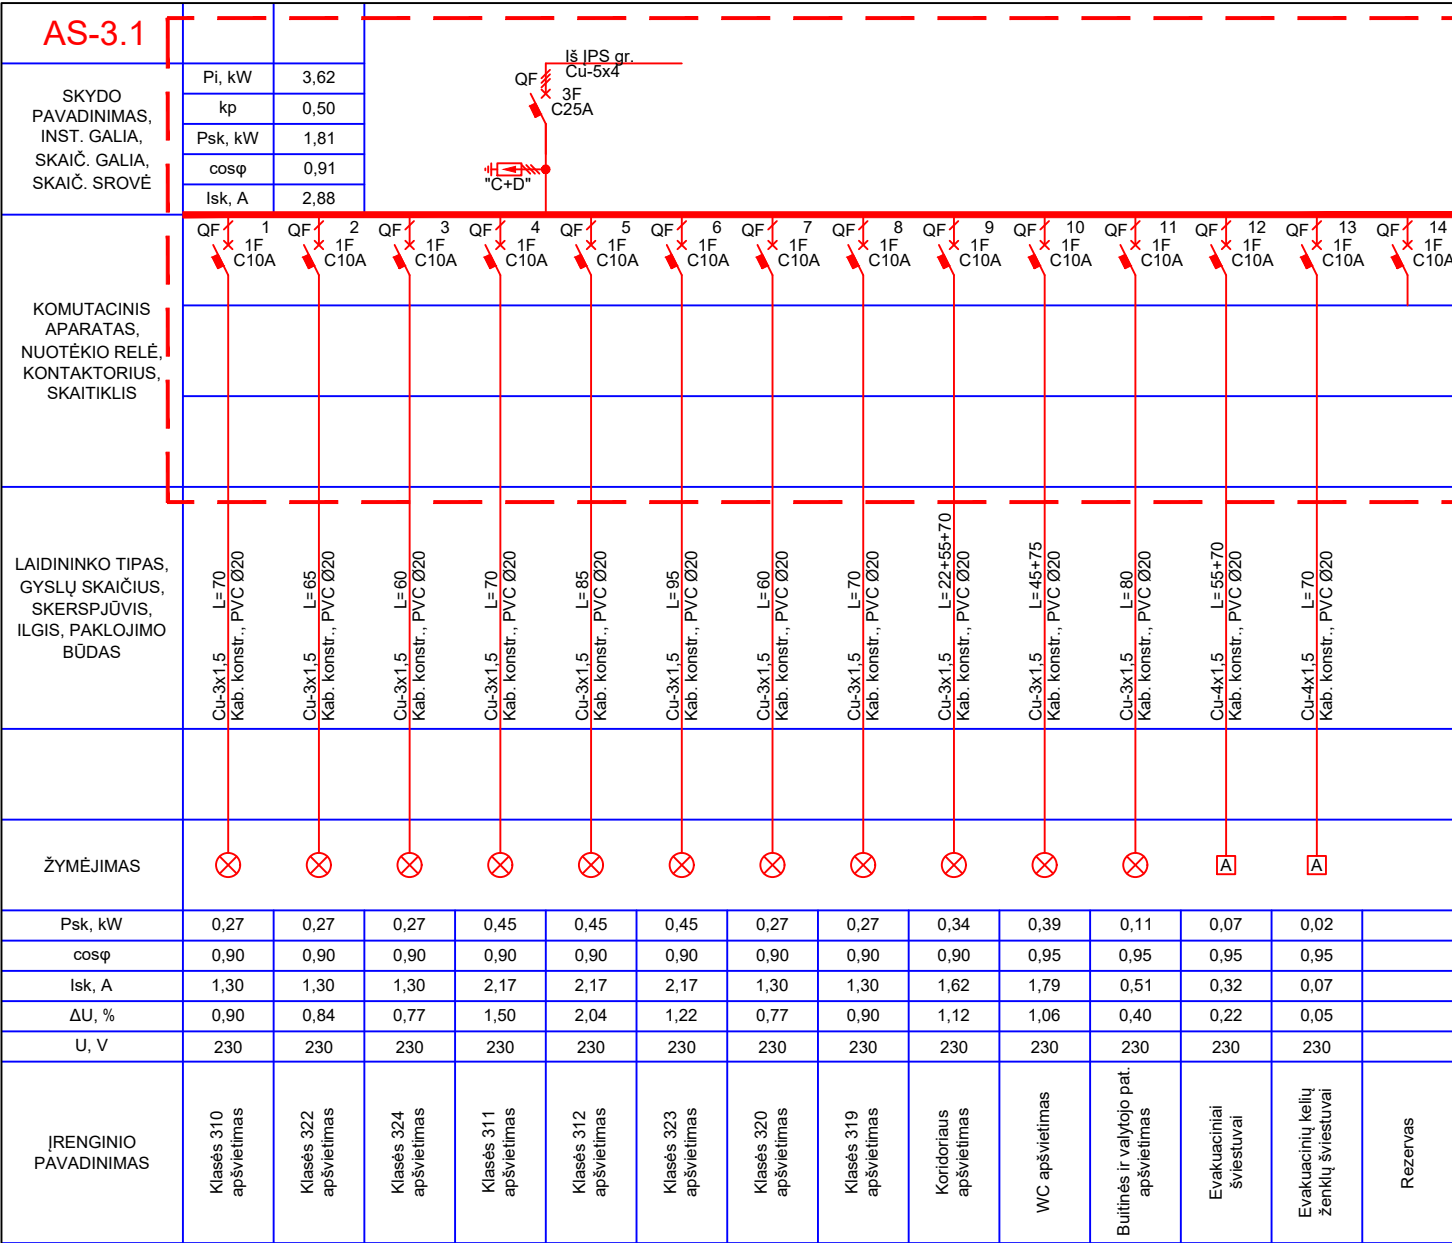 AS-3.1
SKYDO
PAVADINIMAS,
INST. GALIA,
SKAIČ. GALIA,
SKAIČ. SROVĖ
Pi, kW 3,62
kp 0,50
Psk, kW 1,81
cosφ 0,91
Isk, A 2,88
Iš ĮPS gr.
Cu-5x4
QF
3F
C25A
"C+D"
KOMUTACINIS
APARATAS,
NUOTĖKIO RELĖ,
KONTAKTORIUS,
SKAITIKLIS
QF 1 QF 2 QF 3 QF 4 QF 5 QF 6 QF 7 QF 8 QF 9 QF 10 QF 11 QF 12 QF 13 QF 14
1F 1F 1F 1F 1F 1F 1F 1F 1F 1F 1F 1F 1F 1F
C10A C10A C10A C10A C10A C10A C10A C10A C10A C10A C10A C10A C10A C10A
LAIDININKO TIPAS,
GYSLŲ SKAIČIUS,
SKERSPJŪVIS,
ILGIS, PAKLOJIMO
BŪDAS
Cu-3x1,5 L=70
Kab. konstr., PVC Ø20
Cu-3x1,5 L=65
Kab. konstr., PVC Ø20
Cu-3x1,5 L=60
Kab. konstr., PVC Ø20
Cu-3x1,5 L=70
Kab. konstr., PVC Ø20
Cu-3x1,5 L=85
Kab. konstr., PVC Ø20
Cu-3x1,5 L=95
Kab. konstr., PVC Ø20
Cu-3x1,5 L=60
Kab. konstr., PVC Ø20
Cu-3x1,5 L=70
Kab. konstr., PVC Ø20
Cu-3x1,5 L=22+55+70
Kab. konstr., PVC Ø20
Cu-3x1,5 L=45+75
Kab. konstr., PVC Ø20
Cu-3x1,5 L=80
Kab. konstr., PVC Ø20
Cu-4x1,5 L=55+70
Kab. konstr., PVC Ø20
Cu-4x1,5 L=70
Kab. konstr., PVC Ø20
ŽYMĖJIMAS A A
Psk, kW 0,27 0,27 0,27 0,45 0,45 0,45 0,27 0,27 0,34 0,39 0,11 0,07 0,02
cosφ 0,90 0,90 0,90 0,90 0,90 0,90 0,90 0,90 0,90 0,95 0,95 0,95 0,95
Isk, A 1,30 1,30 1,30 2,17 2,17 2,17 1,30 1,30 1,62 1,79 0,51 0,32 0,07
ΔU, % 0,90 0,84 0,77 1,50 2,04 1,22 0,77 0,90 1,12 1,06 0,40 0,22 0,05
U, V 230 230 230 230 230 230 230 230 230 230 230 230 230
ĮRENGINIO
PAVADINIMAS
Klasės 310
apšvietimas
Klasės 322
apšvietimas
Klasės 324
apšvietimas
Klasės 311
apšvietimas
Klasės 312
apšvietimas
Klasės 323
apšvietimas
Klasės 320
apšvietimas
Klasės 319
apšvietimas
Koridoriaus
apšvietimas
WC apšvietimas
Buitinės ir valytojo pat.
apšvietimas
Evakuaciniai
šviestuvai
Evakuacinių kelių
ženklų šviestuvai
Rezervas